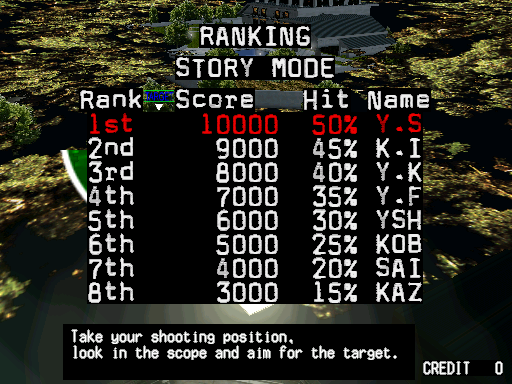 RANKING
STORY MODE
Rank Score Hit Name
1st 10000 50% Y.S
2nd 9000 45% K.I
3rd 8000 40% Y.K
4th 7000 35% Y.F
5th 6000 30% YSH
6th 5000 25% KOB
7th 4000 20% SAI
8th 3000 15% KAZ
Take your shooting position,
look in the scope and aim for the target.
CREDIT 0